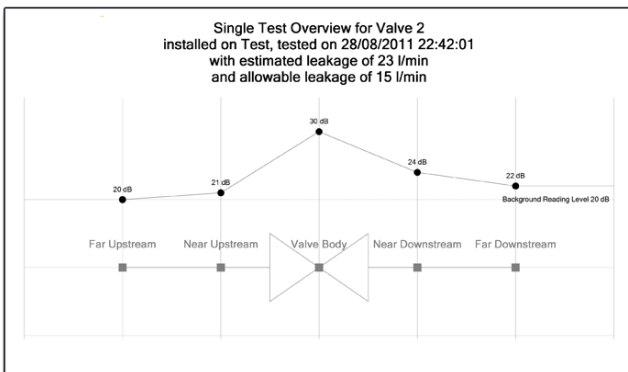 Single Test Overview for Valve 2
installed on Test, tested on 28/08/2011 22:42:01
with estimated leakage of 23 l/min
and allowable leakage of 15 l/min
30 dB
24 dB
20 dB
21 dB
22 dB
Background Reading Level 20 dB
Far Upstream
Near Upstream
Valve Body
Near Downstream
Far Downstream